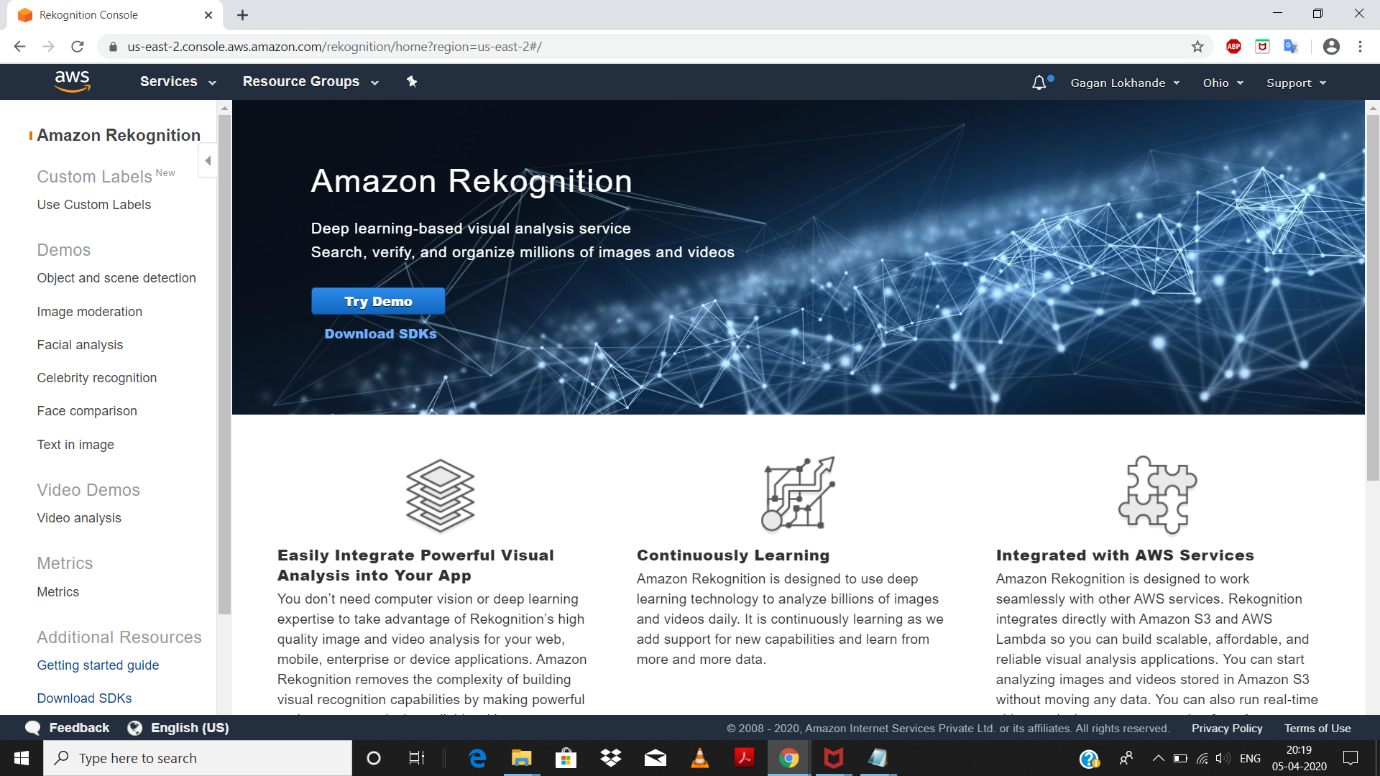 Rekognition Console
us-east-2.console.aws.amazon.com/rekognition/home?region=us-east-2#/
ABP
aws
Services
Resource Groups
Gagan Lokhande
Ohio
Support
Amazon Rekognition
Custom Labels New
Use Custom Labels
Demos
Object and scene detection
Image moderation
Facial analysis
Celebrity recognition
Face comparison
Text in image
Video Demos
Video analysis
Metrics
Metrics
Additional Resources
Getting started guide
Download SDKs
Amazon Rekognition
Deep learning-based visual analysis service
Search, verify, and organize millions of images and videos
Try Demo
Download SDKs
Easily Integrate Powerful Visual
Analysis into Your App
You don't need computer vision or deep learning
expertise to take advantage of Rekognition's high
quality image and video analysis for your web,
mobile, enterprise or device applications. Amazon
Rekognition removes the complexity of building
visual recognition capabilities by making powerful
Continuously Learning
Amazon Rekognition is designed to use deep
learning technology to analyze billions of images
and videos daily. It is continuously learning as we
add support for new capabilities and learn from
more and more data.
Integrated with AWS Services
Amazon Rekognition is designed to work
seamlessly with other AWS services. Rekognition
integrates directly with Amazon S3 and AWS
Lambda so you can build scalable, affordable, and
reliable visual analysis applications. You can start
analyzing images and videos stored in Amazon S3
without moving any data. You can also run real-time
Feedback
English (US)
© 2008 - 2020, Amazon Internet Services Private Ltd. or its affiliates. All rights reserved.
Privacy Policy
Terms of Use
Type here to search
ENG
20:19
05-04-2020